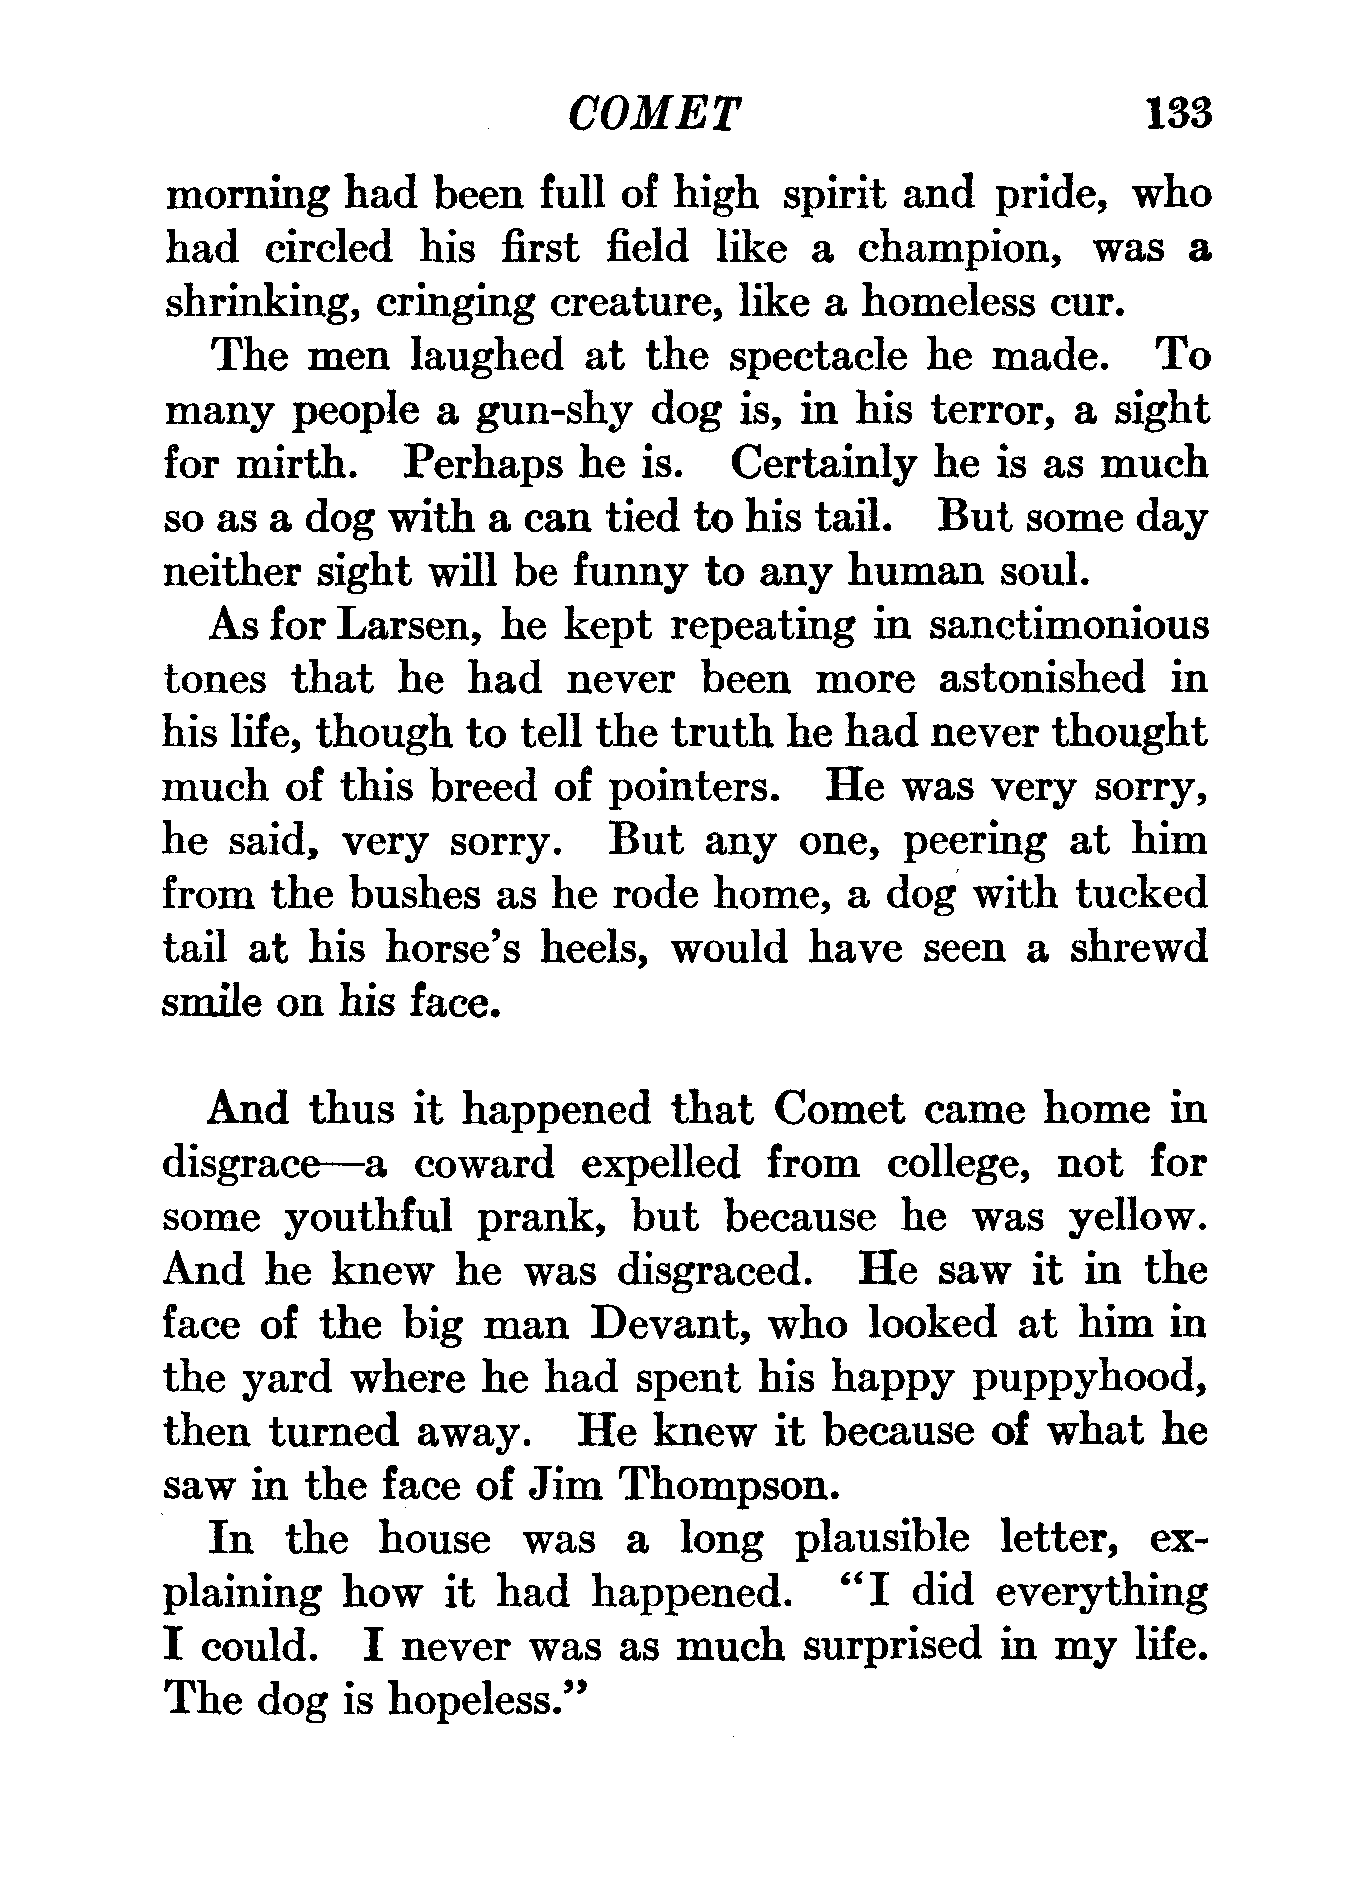 COMET 133
morning had been full of high spirit and pride, who
had circled his first field like a champion, was a
shrinking, cringing creature, like a homeless cur.
The men laughed at the spectacle he made. To
many people a gun-shy dog is, in his terror, a sight
for mirth. Perhaps he is. Certainly he is as much
so as a dog with a can tied to his tail. But some day
neither sight will be funny to any human soul.
As for Larsen, he kept repeating in sanctimonious
tones that he had never been more astonished in
his life, though to tell the truth he had never thought
much of this breed of pointers. He was very sorry,
he said, very sorry. But any one, peering at him
from the bushes as he rode home, a dog with tucked
tail at his horse's heels, would have seen a shrewd
smile on his face.
And thus it happened that Comet came home in
disgrace—a coward expelled from college, not for
some youthful prank, but because he was yellow.
And he knew he was disgraced. He saw it in the
face of the big man Devant, who looked at him in
the yard where he had spent his happy puppyhood,
then turned away. He knew it because of what he
saw in the face of Jim Thompson.
In the house was a long plausible letter, ex-
plaining how it had happened. “I did everything
I could. I never was as much surprised in my life.
The dog is hopeless.”